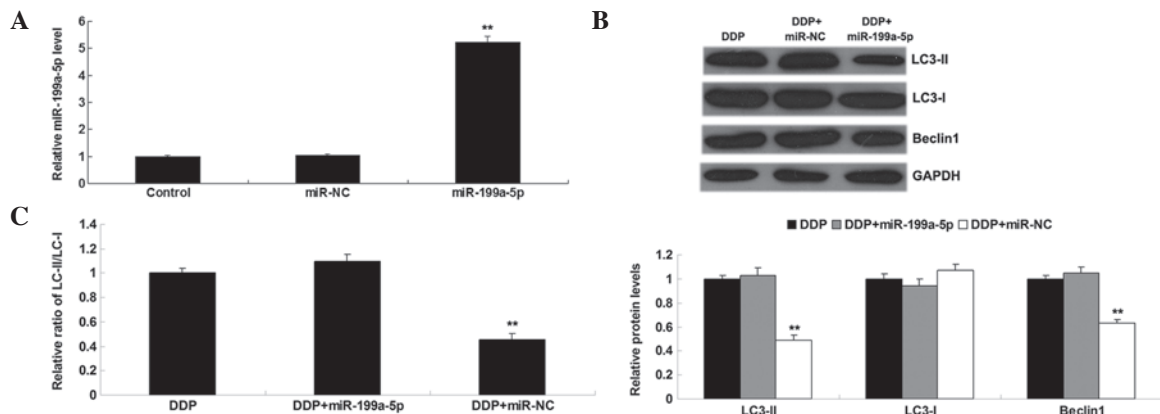 A
Relative miR-199a-5p level
6
5
4
3
2
1
0
**
Control miR-NC miR-199a-5p
B
DDP DDP+ miR-NC DDP+ miR-199a-5p
LC3-II
LC3-I
Beclin1
GAPDH
DDP DDP+miR-199a-5p DDP+miR-NC
Relative protein levels
1.2
1
0.8
0.6
0.4
0.2
0
**
**
LC3-II LC3-I Beclin1
C
Relative ratio of LC-II/LC-I
1.4
1.2
1
0.8
0.6
0.4
0.2
0
**
DDP DDP+miR-199a-5p DDP+miR-NC